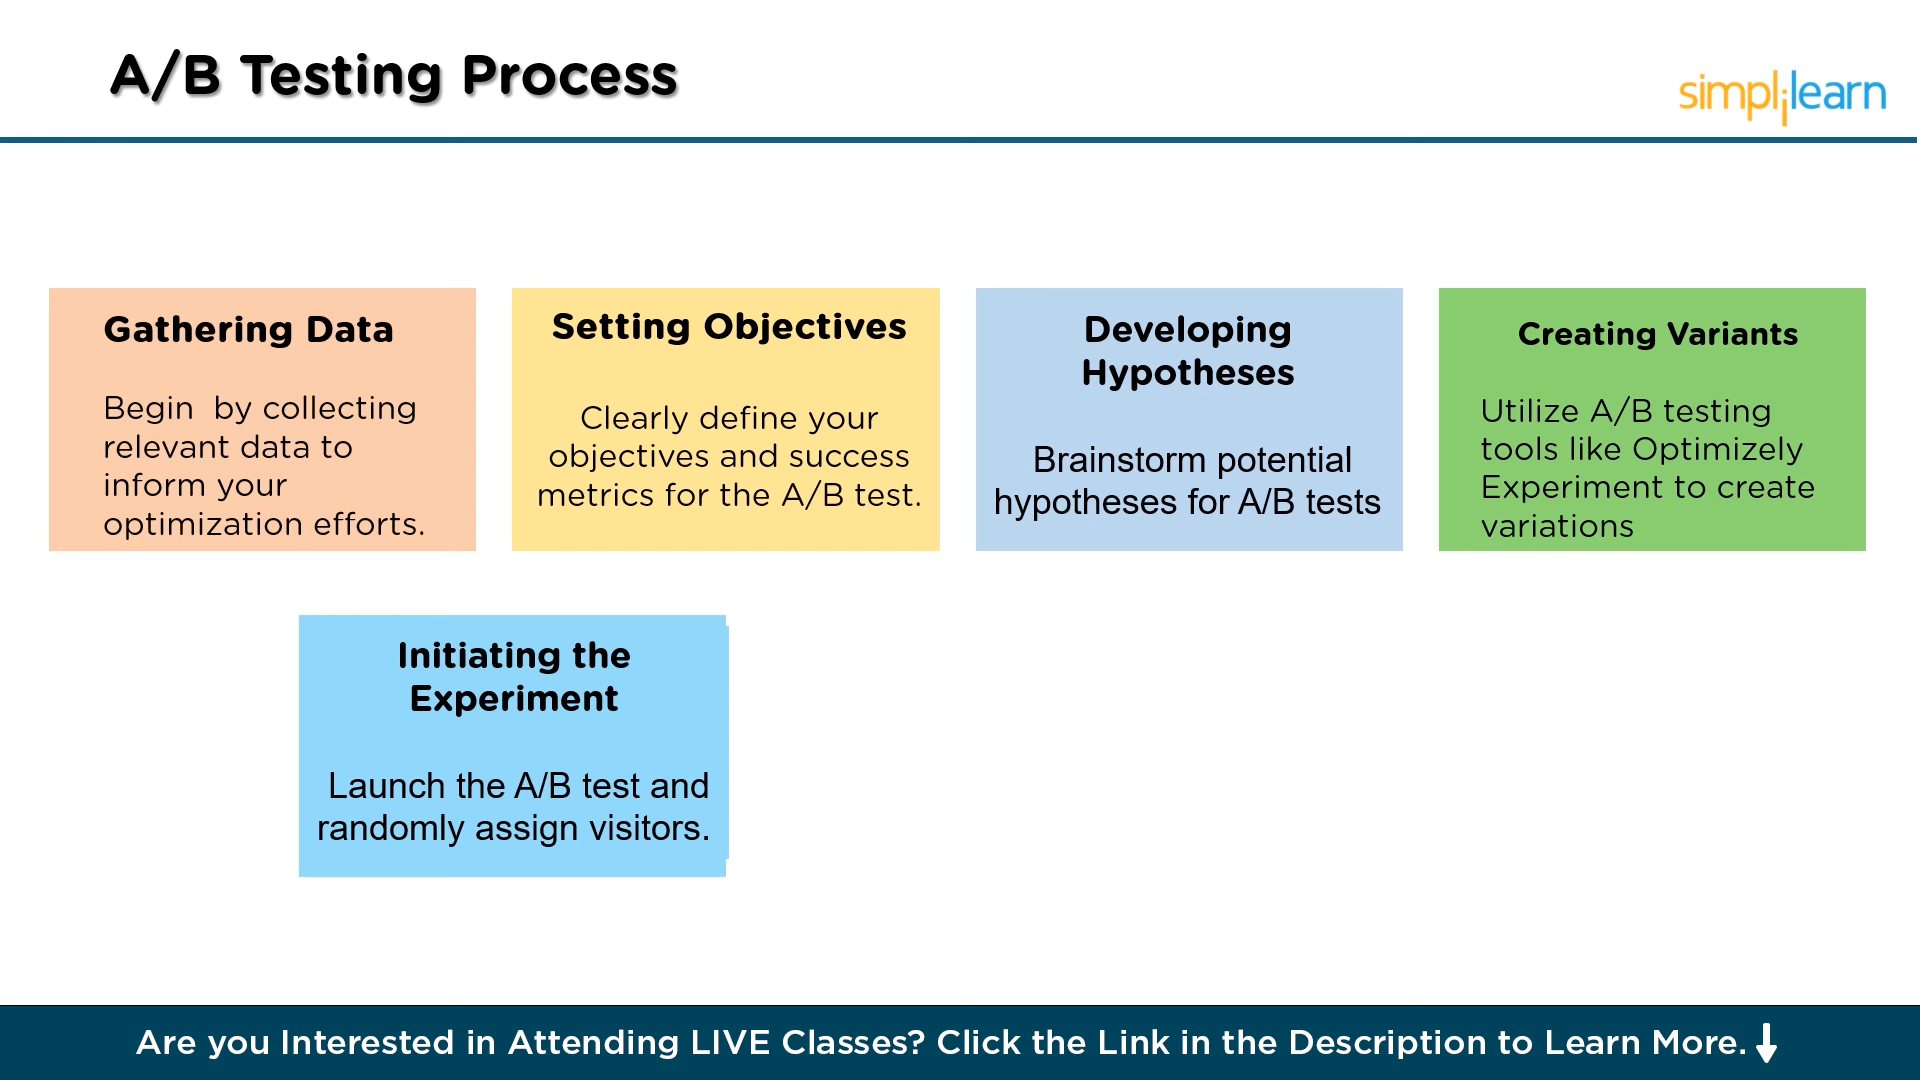 A/B Testing Process
simplilearn
Gathering Data
Begin  by collecting
relevant data to
inform your
optimization efforts.
Setting Objectives
Clearly define your
objectives and success
metrics for the A/B test.
Developing
Hypotheses
Brainstorm potential
hypotheses for A/B tests
Creating Variants
Utilize A/B testing
tools like Optimizely
Experiment to create
variations
Initiating the
Experiment
Launch the A/B test and
randomly assign visitors.
Are you Interested in Attending LIVE Classes? Click the Link in the Description to Learn More.